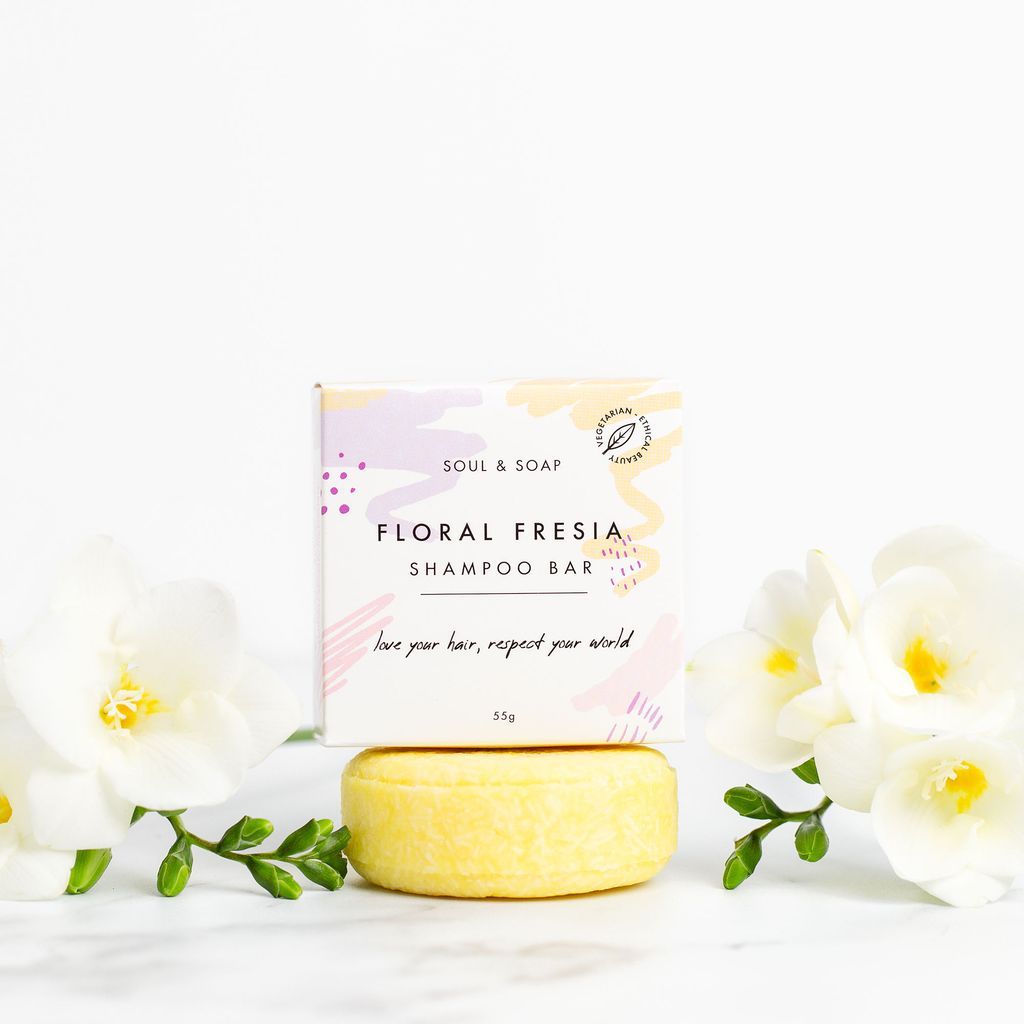 VEGETARIAN - ETHICAL BEAUTY
SOUL & SOAP
FLORAL FRESIA
SHAMPOO BAR
love your hair, respect your world
55g